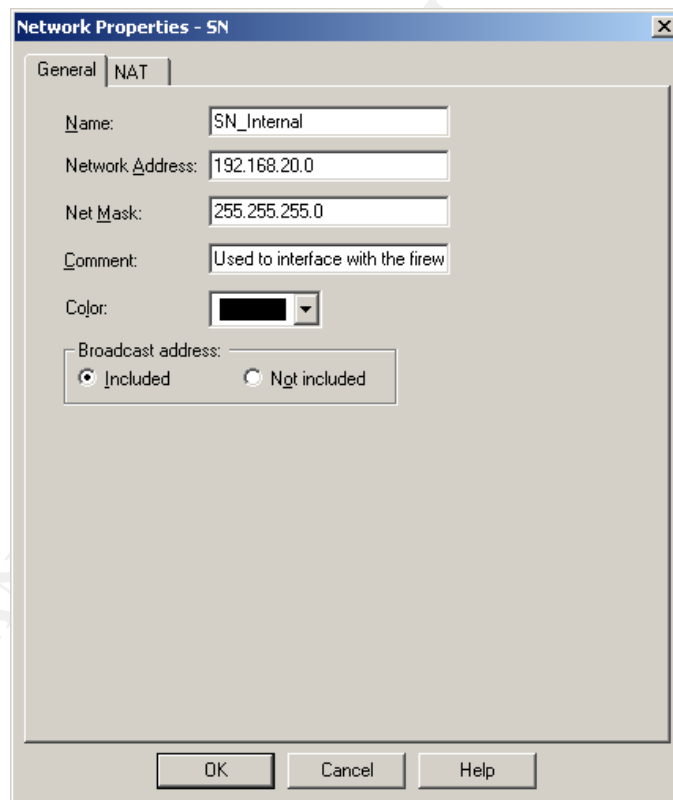 Network Properties - SN
General NAT
Name: SN_Internal
Network Address: 192.168.20.0
Net Mask: 255.255.255.0
Comment: Used to interface with the firew
Color:
Broadcast address:
Included Not included
OK Cancel Help